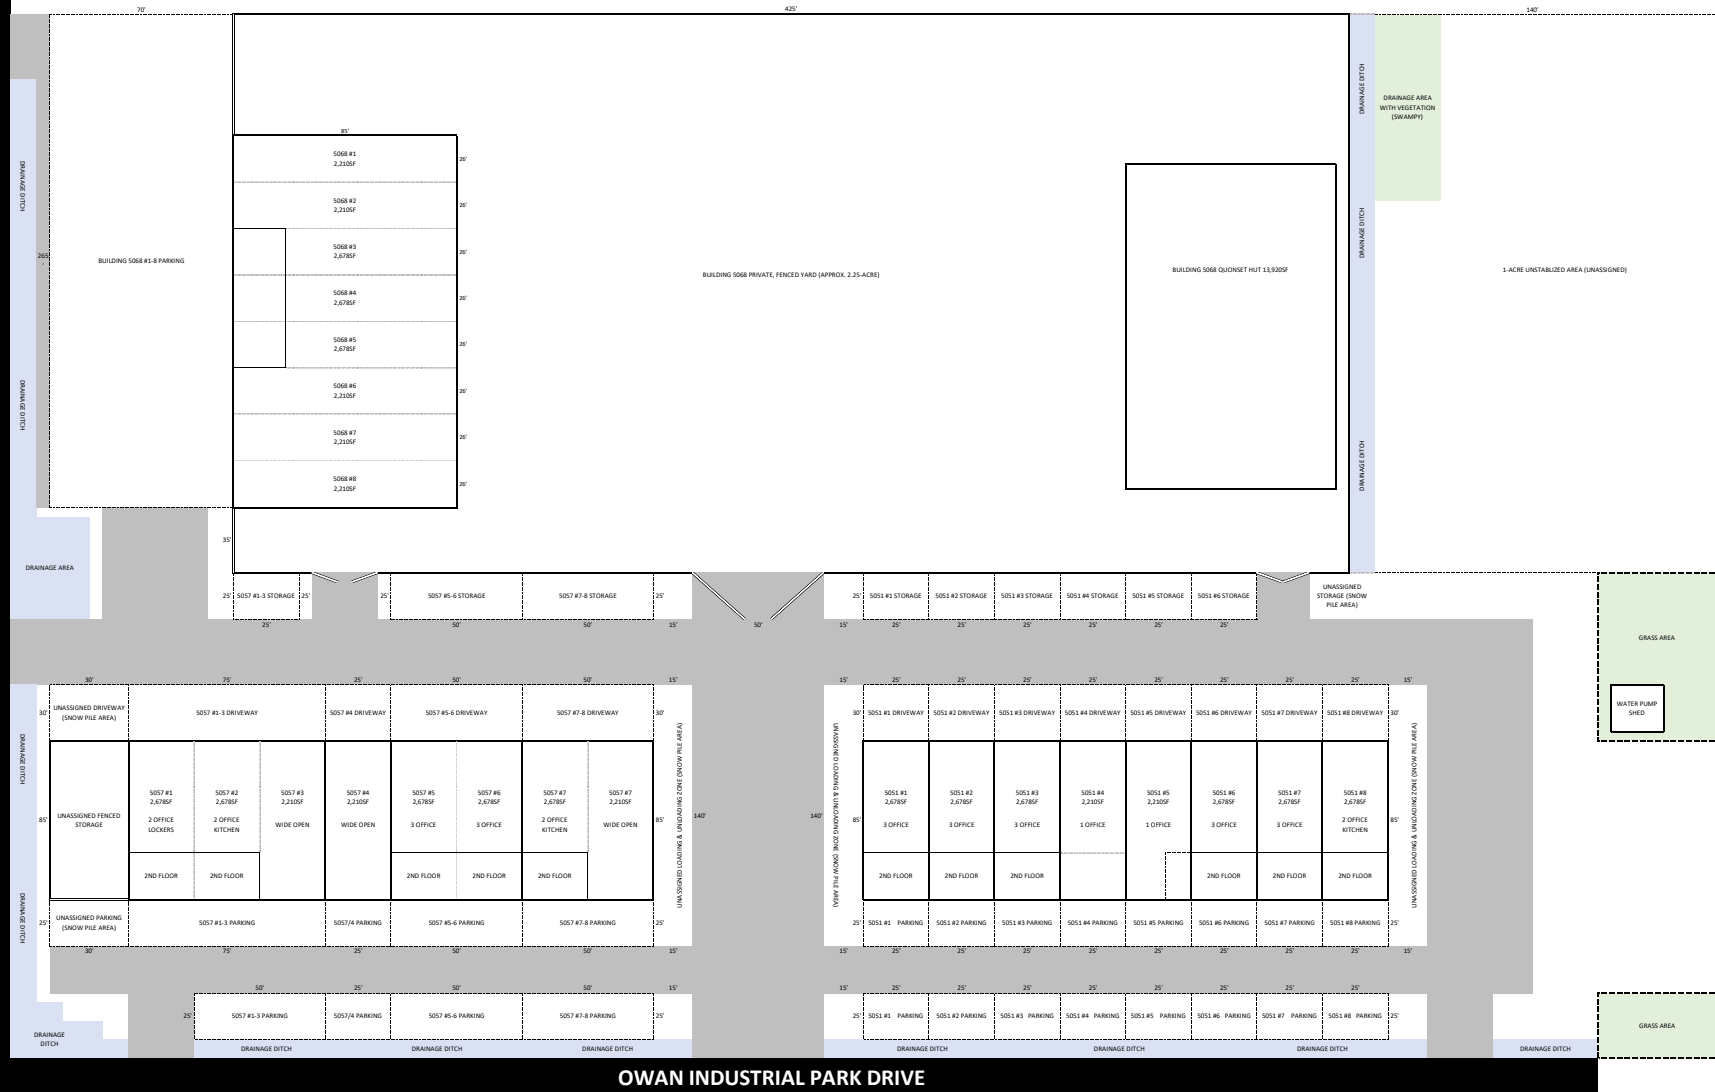 70'
425'
140'
DRAINAGE DITCH
DRAINAGE AREA
WITH VEGETATION
(SWAMPY)
85'
5068 #1
2,210SF
26'
DRAINAGE DITCH
5068 #2
2,210SF
26'
5068 #3
2,678SF
26'
DRAINAGE DITCH
265'
BUILDING 5068 #1-8 PARKING
BUILDING 5068 PRIVATE, FENCED YARD (APPROX. 2.25-ACRE)
BUILDING 5068 QUONSET HUT 13,920SF
1-ACRE UNSTABLIZED AREA (UNASSIGNED)
5068 #4
2,678SF
26'
5068 #5
2,678SF
26'
5068 #6
2,210SF
26'
DRAINAGE DITCH
5068 #7
2,210SF
26'
DRAINAGE DITCH
5068 #8
2,210SF
26'
35'
DRAINAGE AREA
25'
5057 #1-3 STORAGE
25'
25'
5057 #5-6 STORAGE
5057 #7-8 STORAGE
25'
25'
5051 #1 STORAGE
5051 #2 STORAGE
5051 #3 STORAGE
5051 #4 STORAGE
5051 #5 STORAGE
5051 #6 STORAGE
UNASSIGNED
STORAGE (SNOW
PILE AREA)
25'
50'
50'
15'
50'
15'
25'
25'
25'
25'
25'
25'
GRASS AREA
30'
75'
25'
50'
50'
15'
15'
25'
25'
25'
25'
25'
25'
25'
25'
15'
30'
UNASSIGNED DRIVEWAY
(SNOW PILE AREA)
5057 #1-3 DRIVEWAY
5057 #4 DRIVEWAY
5057 #5-6 DRIVEWAY
5057 #7-8 DRIVEWAY
30'
30'
5051 #1 DRIVEWAY
5051 #2 DRIVEWAY
5051 #3 DRIVEWAY
5051 #4 DRIVEWAY
5051 #5 DRIVEWAY
5051 #6 DRIVEWAY
5051 #7 DRIVEWAY
5051 #8 DRIVEWAY
30'
WATER PUMP
SHED
DRAINAGE DITCH
85'
UNASSIGNED FENCED
STORAGE
5057 #1
2,678SF
2 OFFICE
LOCKERS
5057 #2
2,678SF
2 OFFICE
KITCHEN
5057 #3
2,210SF
WIDE OPEN
5057 #4
2,210SF
WIDE OPEN
5057 #5
2,678SF
3 OFFICE
5057 #6
2,678SF
3 OFFICE
5057 #7
2,678SF
2 OFFICE
KITCHEN
5057 #7
2,210SF
WIDE OPEN
85'
UNASSIGNED LOADING & UNLOADING ZONE (SNOW PILE AREA)
140'
140'
UNASSIGNED LOADING & UNLOADING ZONE (SNOW PILE AREA)
85'
5051 #1
2,678SF
3 OFFICE
5051 #2
2,678SF
3 OFFICE
5051 #3
2,678SF
3 OFFICE
5051 #4
2,210SF
1 OFFICE
5051 #5
2,210SF
1 OFFICE
5051 #6
2,678SF
3 OFFICE
5051 #7
2,678SF
3 OFFICE
5051 #8
2,678SF
2 OFFICE
KITCHEN
85'
UNASSIGNED LOADING & UNLOADING ZONE (SNOW PILE AREA)
2ND FLOOR
2ND FLOOR
2ND FLOOR
2ND FLOOR
2ND FLOOR
2ND FLOOR
2ND FLOOR
2ND FLOOR
2ND FLOOR
2ND FLOOR
2ND FLOOR
DRAINAGE DITCH
25'
UNASSIGNED PARKING
(SNOW PILE AREA)
5057 #1-3 PARKING
5057/4 PARKING
5057 #5-6 PARKING
5057 #7-8 PARKING
25'
25'
5051 #1 PARKING
5051 #2 PARKING
5051 #3 PARKING
5051 #4 PARKING
5051 #5 PARKING
5051 #6 PARKING
5051 #7 PARKING
5051 #8 PARKING
25'
30'
75'
25'
50'
50'
15'
15'
25'
25'
25'
25'
25'
25'
25'
25'
15'
50'
25'
50'
50'
15'
15'
25'
25'
25'
25'
25'
25'
25'
25'
25'
5057 #1-3 PARKING
5057/4 PARKING
5057 #5-6 PARKING
5057 #7-8 PARKING
25'
25'
5051 #1 PARKING
5051 #2 PARKING
5051 #3 PARKING
5051 #4 PARKING
5051 #5 PARKING
5051 #6 PARKING
5051 #7 PARKING
5051 #8 PARKING
25'
GRASS AREA
DRAINAGE
DITCH
DRAINAGE DITCH
DRAINAGE DITCH
DRAINAGE DITCH
DRAINAGE DITCH
DRAINAGE DITCH
DRAINAGE DITCH
DRAINAGE DITCH
OWAN INDUSTRIAL PARK DRIVE